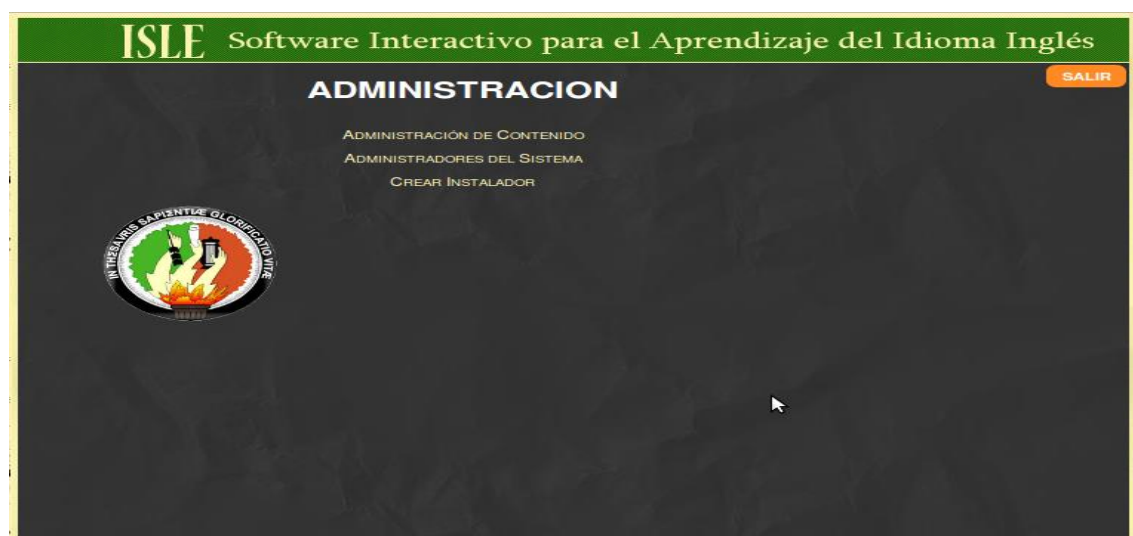 ISLE Software Interactivo para el Aprendizaje del Idioma Inglés
SALIR
ADMINISTRACION
ADMINISTRACIÓN DE CONTENIDO
ADMINISTRADORES DEL SISTEMA
CREAR INSTALADOR
IN THESAVRIS SAPIENTIÆ GLORIFICATIO VITÆ